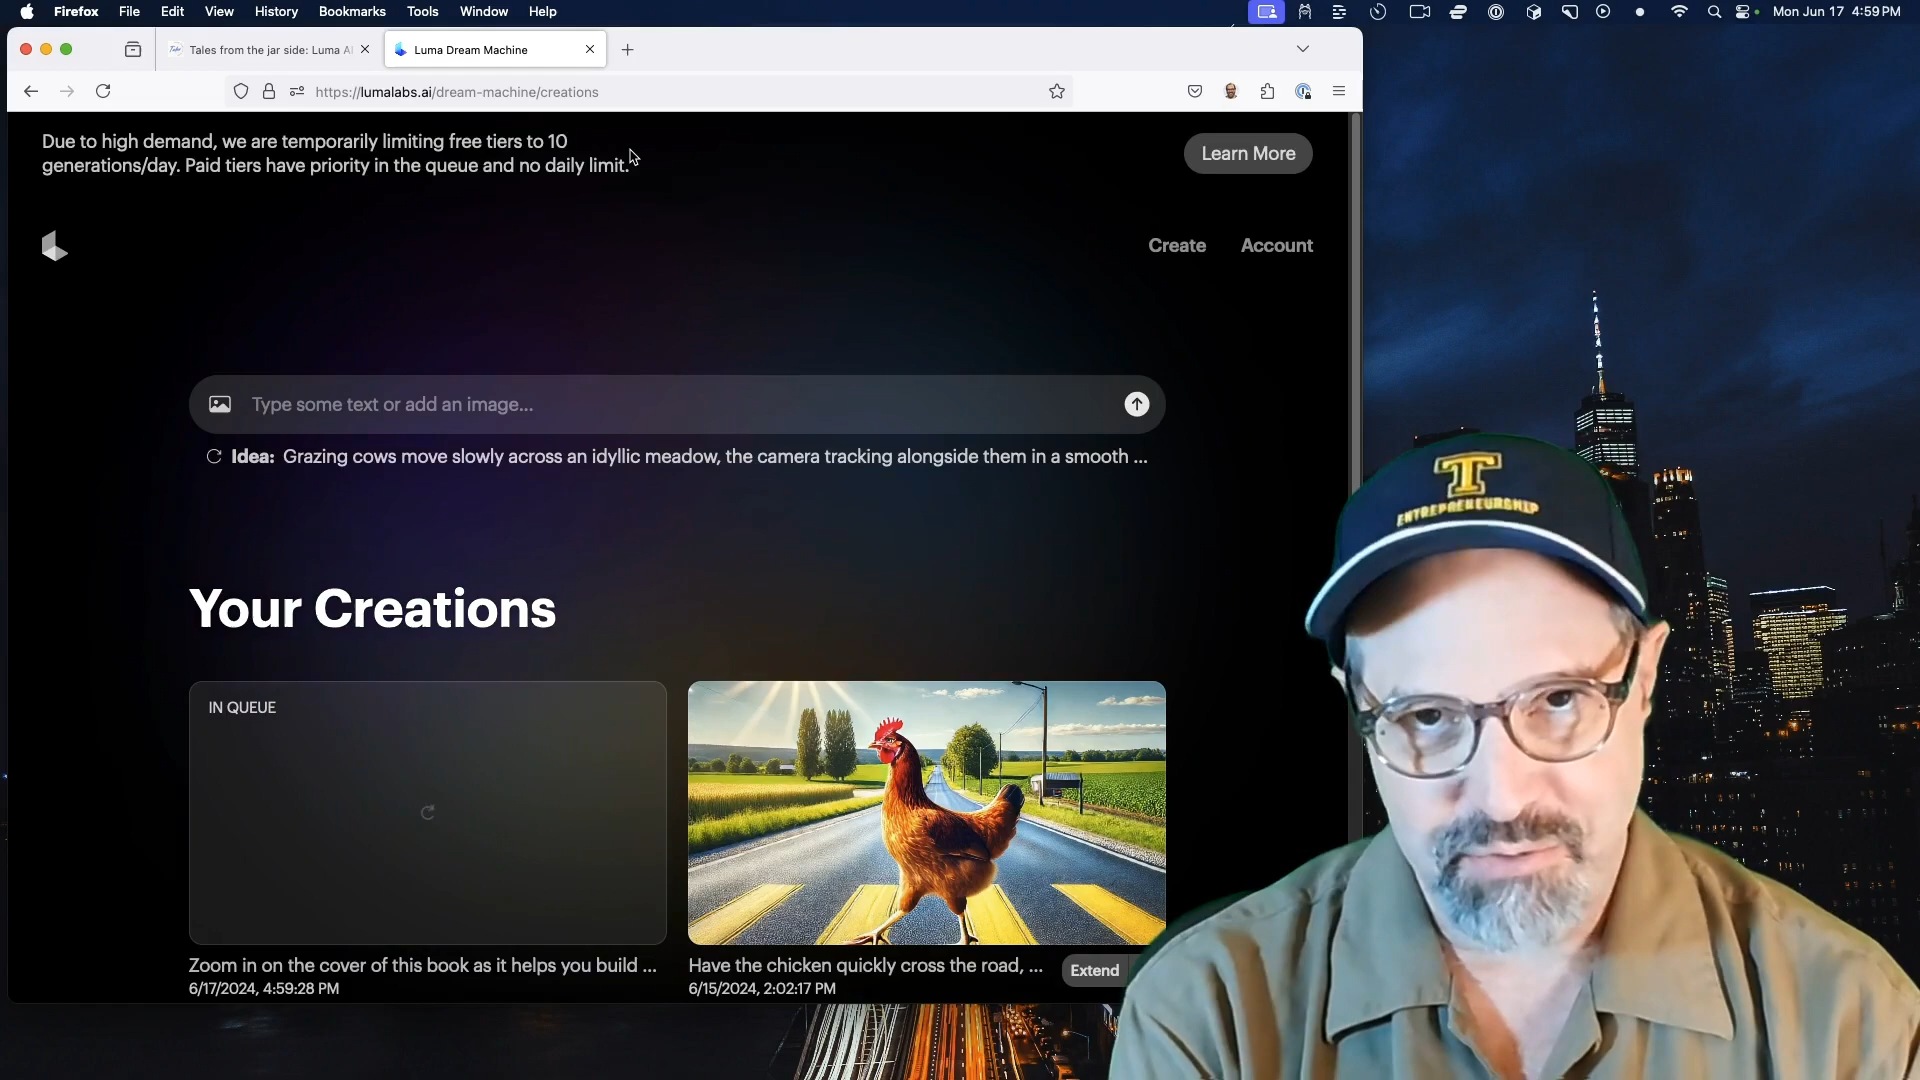 Firefox File Edit View History Bookmarks Tools Window Help Mon Jun 17 4:59 PM
Tales from the jar side: Luma AI
Luma Dream Machine
https://lumalabs.ai/dream-machine/creations
Due to high demand, we are temporarily limiting free tiers to 10
generations/day. Paid tiers have priority in the queue and no daily limit.
Learn More
Create Account
Type some text or add an image...
Idea: Grazing cows move slowly across an idyllic meadow, the camera tracking alongside them in a smooth ...
T
ENTREPRENEURSHIP
Your Creations
IN QUEUE
Zoom in on the cover of this book as it helps you build ...
6/17/2024, 4:59:28 PM
Have the chicken quickly cross the road, ...
6/15/2024, 2:02:17 PM
Extend